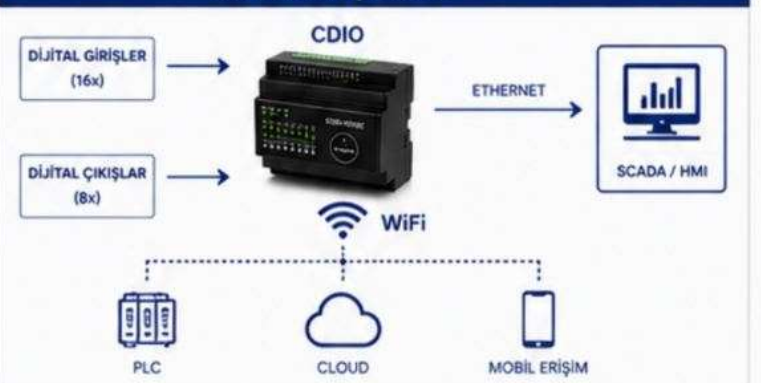 CDIO
DİJİTAL GİRİŞLER
(16x)
ETHERNET
DİJİTAL ÇIKIŞLAR
(8x)
SCADA / HMI
WiFi
PLC
CLOUD
MOBİL ERİŞİM